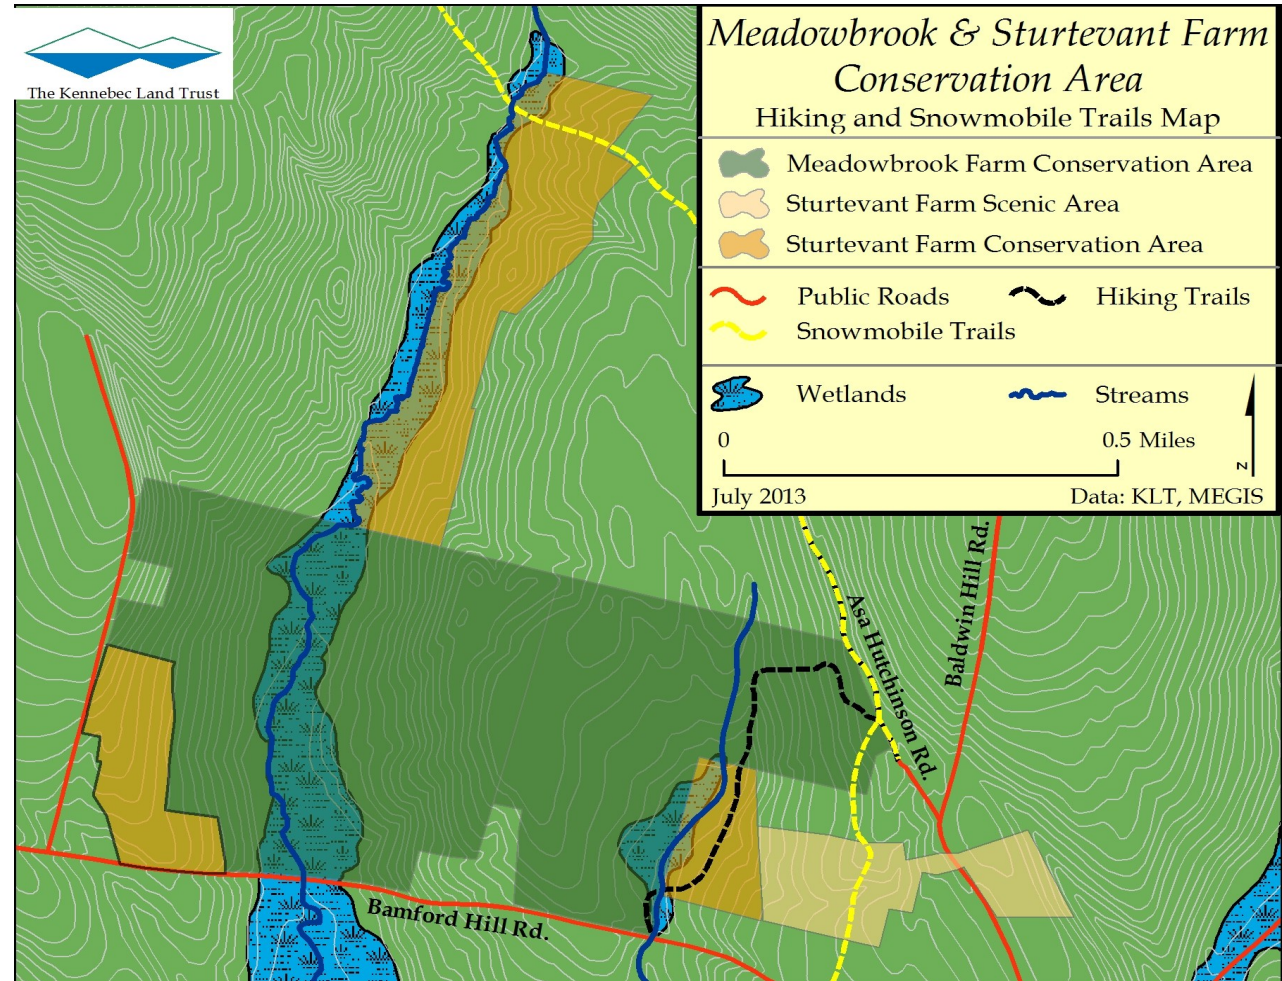 The Kennebec Land Trust
Meadowbrook & Sturtevant Farm
Conservation Area
Hiking and Snowmobile Trails Map
Meadowbrook Farm Conservation Area
Sturtevant Farm Scenic Area
Sturtevant Farm Conservation Area
Public Roads
Hiking Trails
Snowmobile Trails
Wetlands
Streams
0
0.5 Miles
N
July 2013
Data: KLT, MEGIS
Asa Hutchinson Rd.
Baldwin Hill Rd.
Bamford Hill Rd.